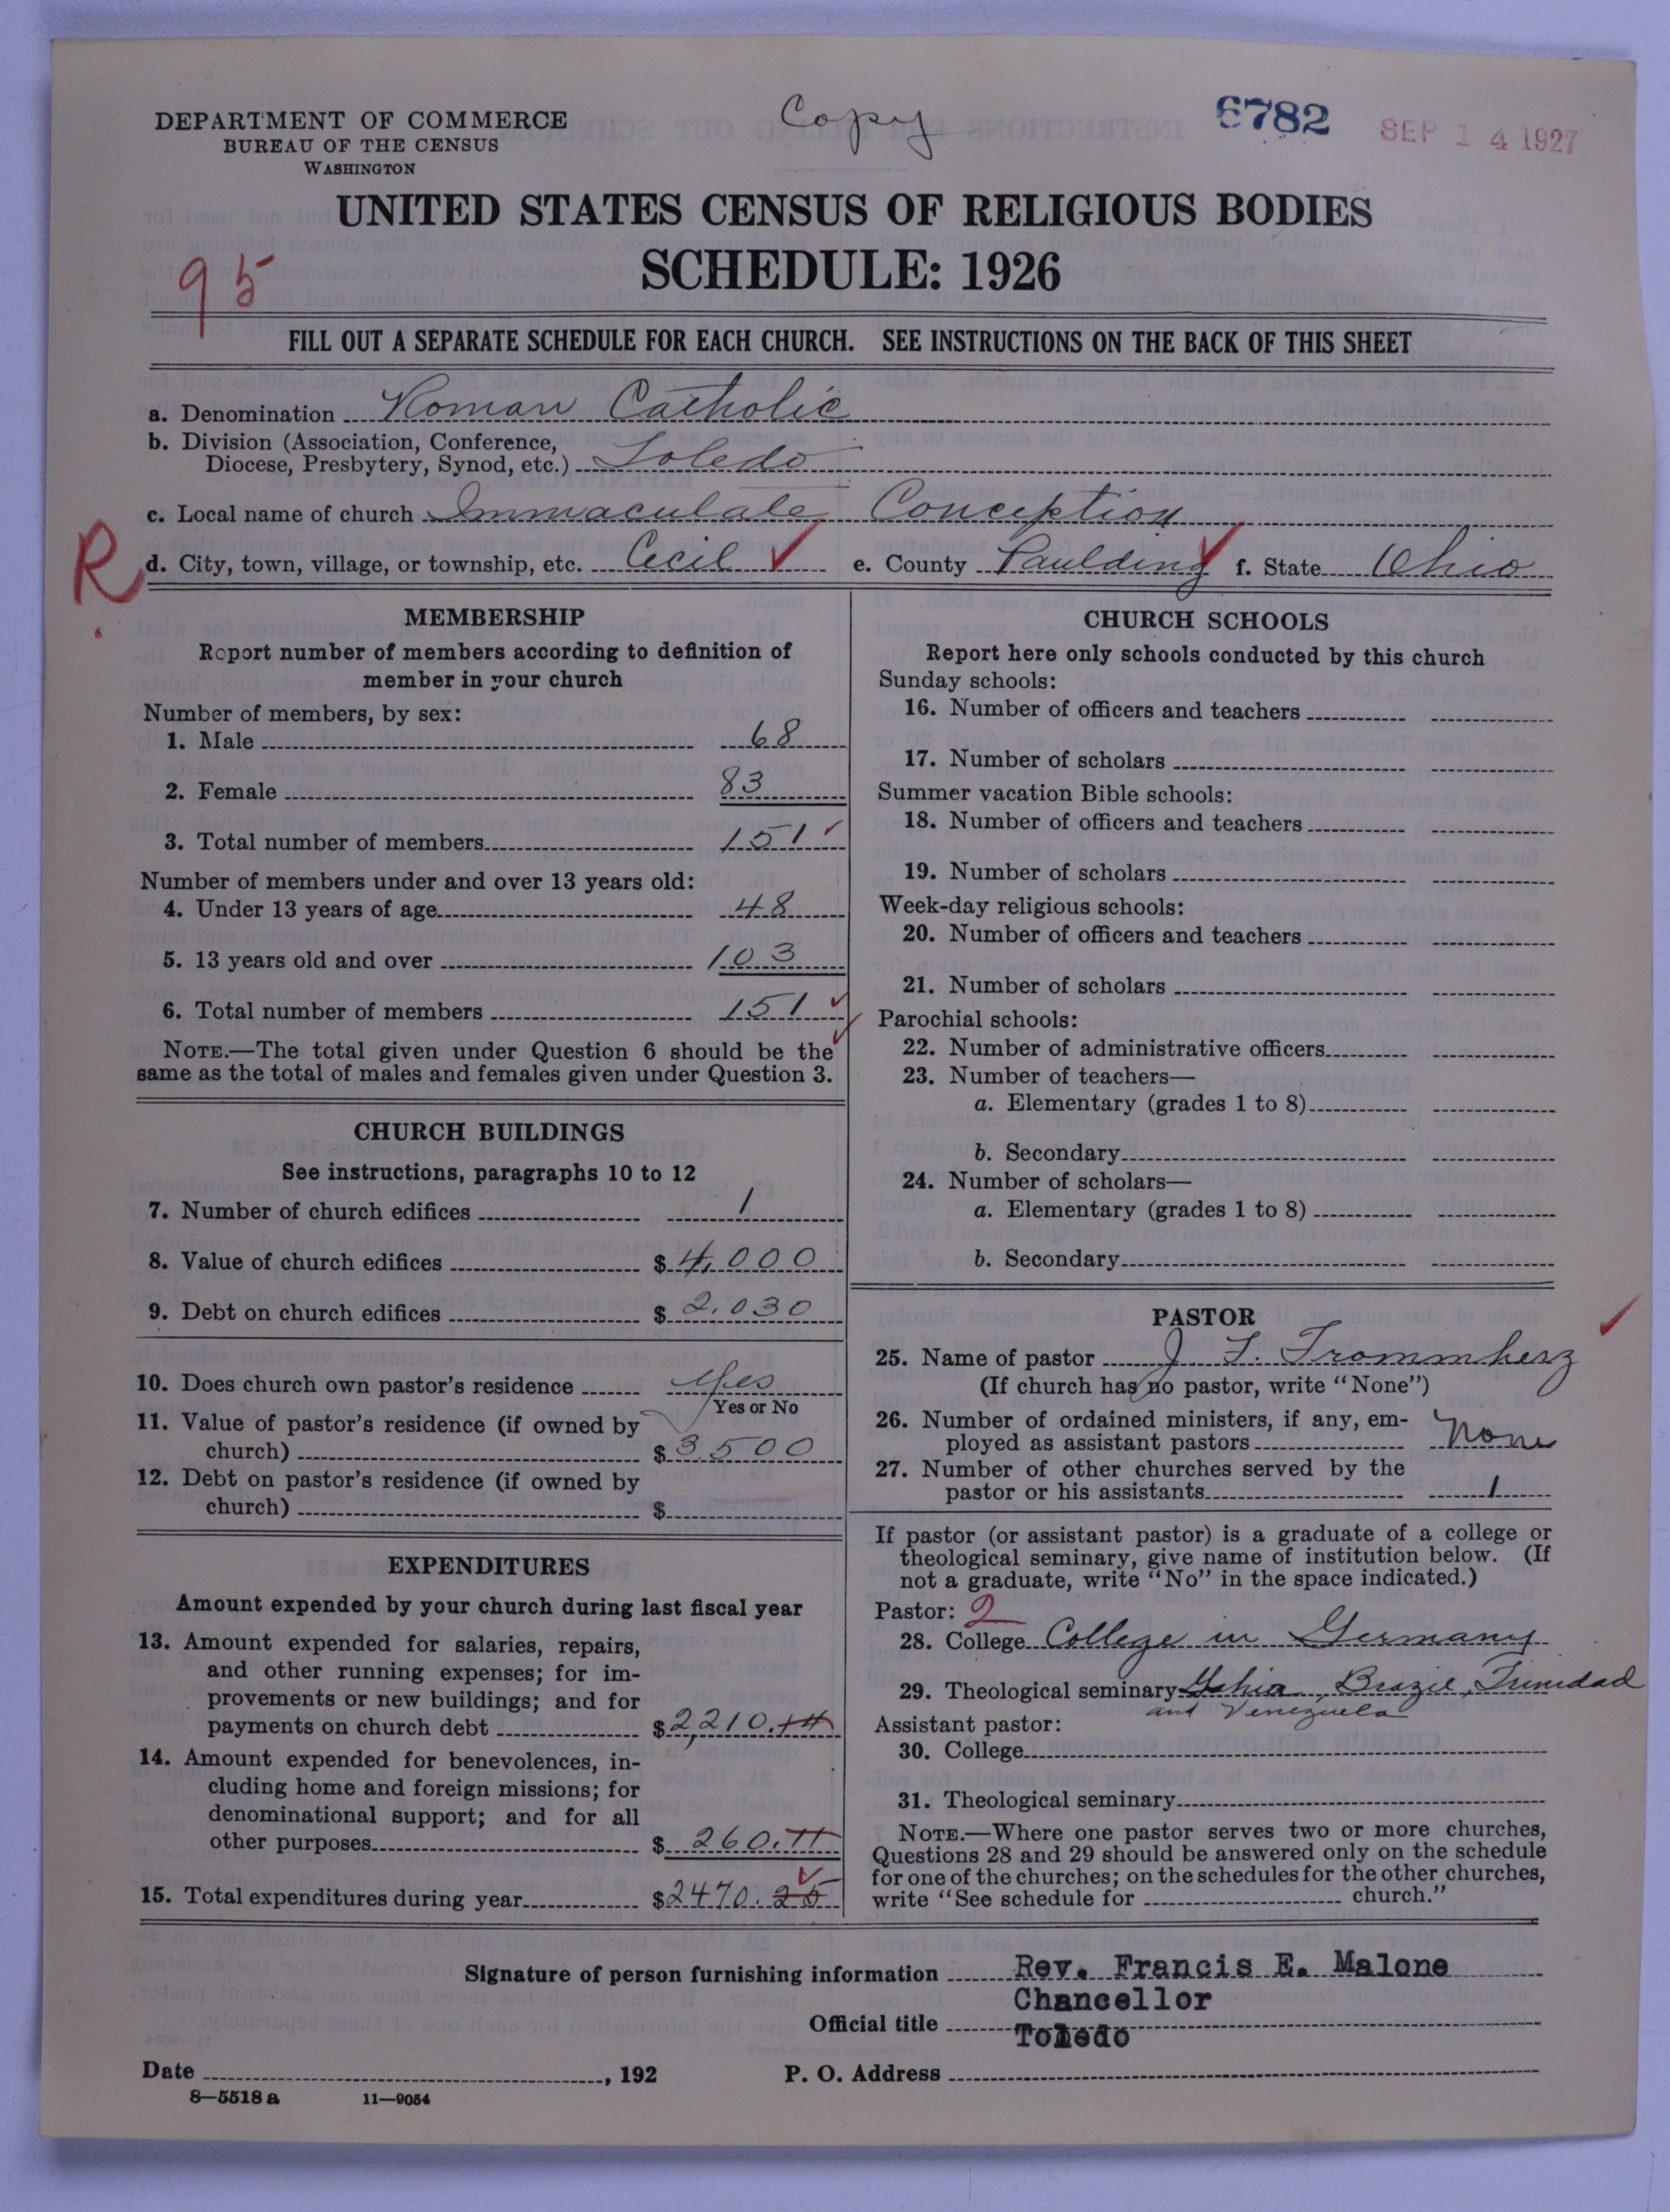 Copy
6782
SEP 14 1927
DEPARTMENT OF COMMERCE
BUREAU OF THE CENSUS
WASHINGTON
UNITED STATES CENSUS OF RELIGIOUS BODIES
SCHEDULE: 1926
95
FILL OUT A SEPARATE SCHEDULE FOR EACH CHURCH. SEE INSTRUCTIONS ON THE BACK OF THIS SHEET
a. Denomination Roman Catholic
b. Division (Association, Conference,
Diocese, Presbytery, Synod, etc.) Toledo
c. Local name of church Immaculate Conception
R
d. City, town, village, or township, etc. Cecil e. County Paulding f. State Ohio
MEMBERSHIP
Report number of members according to definition of
member in your church
Number of members, by sex:
1. Male 68
2. Female 83
3. Total number of members 151
Number of members under and over 13 years old:
4. Under 13 years of age 48
5. 13 years old and over 103
6. Total number of members 151
NOTE.—The total given under Question 6 should be the
same as the total of males and females given under Question 3.
CHURCH BUILDINGS
See instructions, paragraphs 10 to 12
7. Number of church edifices 1
8. Value of church edifices $4,000
9. Debt on church edifices $2,030
10. Does church own pastor's residence Yes
Yes or No
11. Value of pastor's residence (if owned by
church) $3500
12. Debt on pastor's residence (if owned by
church) $
EXPENDITURES
Amount expended by your church during last fiscal year
13. Amount expended for salaries, repairs,
and other running expenses; for im-
provements or new buildings; and for
payments on church debt $2,210.14
14. Amount expended for benevolences, in-
cluding home and foreign missions; for
denominational support; and for all
other purposes $260.11
15. Total expenditures during year $2470.25
CHURCH SCHOOLS
Report here only schools conducted by this church
Sunday schools:
16. Number of officers and teachers
17. Number of scholars
Summer vacation Bible schools:
18. Number of officers and teachers
19. Number of scholars
Week-day religious schools:
20. Number of officers and teachers
21. Number of scholars
Parochial schools:
22. Number of administrative officers
23. Number of teachers—
a. Elementary (grades 1 to 8)
b. Secondary
24. Number of scholars—
a. Elementary (grades 1 to 8)
b. Secondary
PASTOR
25. Name of pastor J. F. Trommherz
(If church has no pastor, write "None")
26. Number of ordained ministers, if any, em-
ployed as assistant pastors None
27. Number of other churches served by the
pastor or his assistants 1
If pastor (or assistant pastor) is a graduate of a college or
theological seminary, give name of institution below. (If
not a graduate, write "No" in the space indicated.)
Pastor: 2
28. College College in Germany
29. Theological seminary Brazil, Trinidad
and Venezuela
Assistant pastor:
30. College
31. Theological seminary
NOTE.—Where one pastor serves two or more churches,
Questions 28 and 29 should be answered only on the schedule
for one of the churches; on the schedules for the other churches,
write "See schedule for church."
Signature of person furnishing information Rev. Francis E. Malone
Chancellor
Official title
Toledo
Date , 192 P. O. Address
8—5518a 11—9054